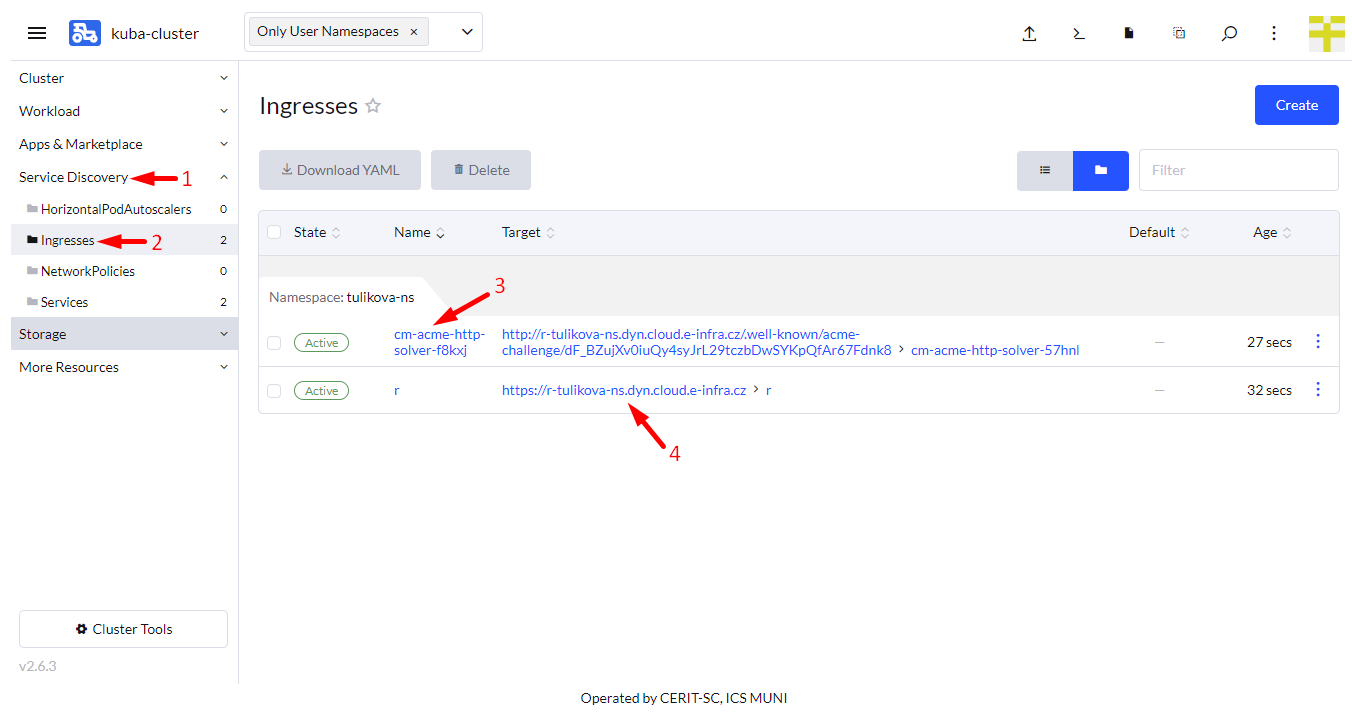 kuba-cluster
Only User Namespaces ×
Cluster
Workload
Apps & Marketplace
Service Discovery 1
HorizontalPodAutoscalers 0
Ingresses 2 2
NetworkPolicies 0
Services 2
Storage
More Resources
Cluster Tools
v2.6.3
Ingresses
Create
Download YAML
Delete
Filter
State Name Target Default Age
Namespace: tulikova-ns
3
Active
cm-acme-http-
solver-f8kxj
http://r-tulikova-ns.dyn.cloud.e-infra.cz/.well-known/acme-
challenge/dF_BZujXv0iuQy4syJrL29tczbDwSYKpQfAr67Fdnk8 > cm-acme-http-solver-57hnl
— 27 secs
Active r https://r-tulikova-ns.dyn.cloud.e-infra.cz > r — 32 secs
4
Operated by CERIT-SC, ICS MUNI